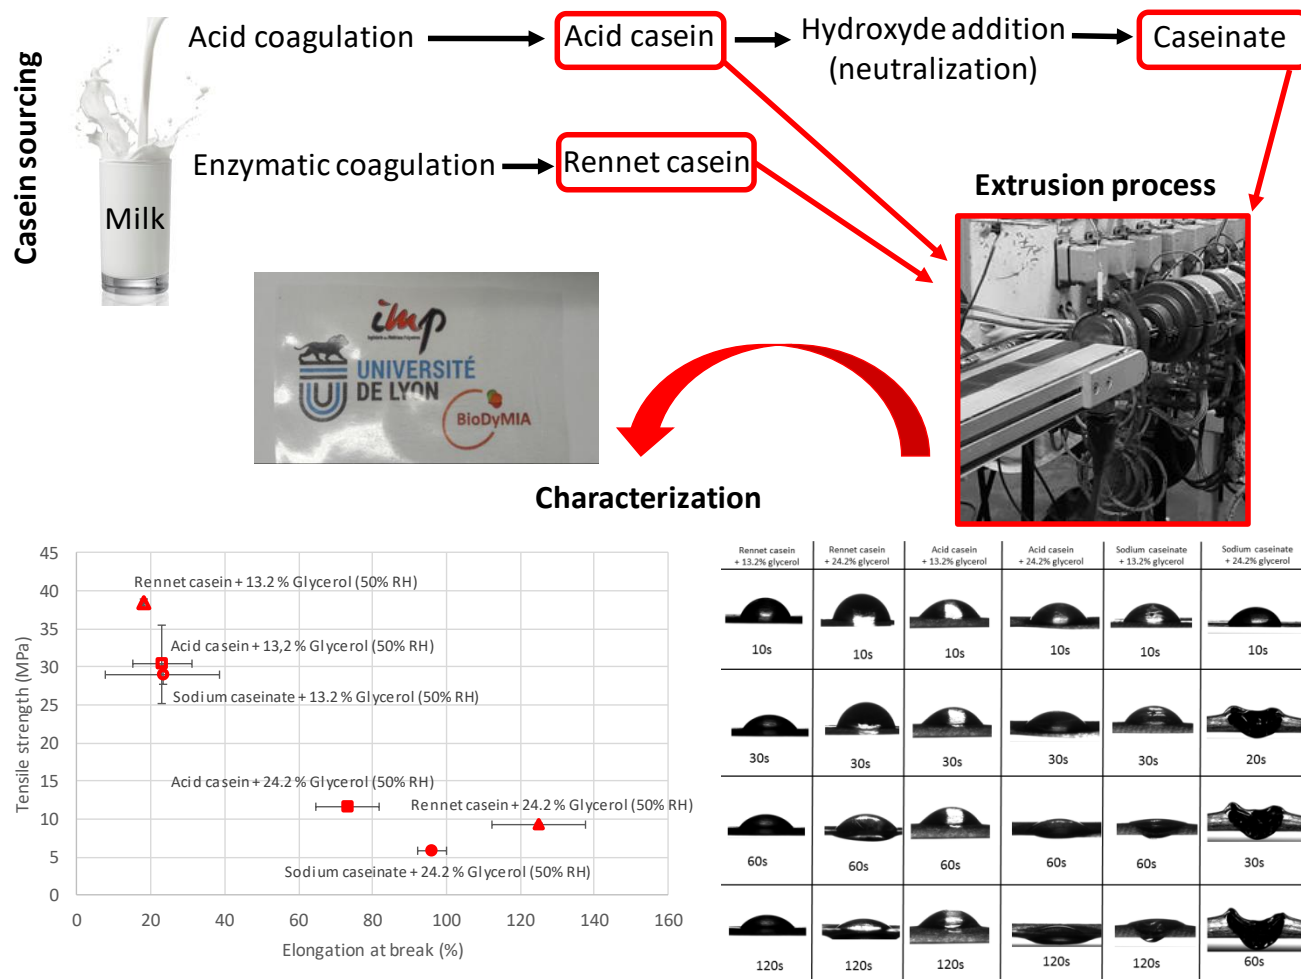 Casein sourcing
Acid coagulation
Acid casein
Hydroxyde addition
(neutralization)
Caseinate
Enzymatic coagulation
Rennet casein
Milk
Extrusion process
imp
UNIVERSITÉ
DE LYON
BioDyMIA
Characterization
Tensile strength (MPa)
45
40
35
30
25
20
15
10
5
0
Rennet casein + 13.2 % Glycerol (50% RH)
Acid casein + 13,2 % Glycerol (50% RH)
Sodium caseinate + 13.2 % Glycerol (50% RH)
Acid casein + 24.2 % Glycerol (50% RH)
Rennet casein + 24.2 % Glycerol (50% RH)
Sodium caseinate + 24.2 % Glycerol (50% RH)
0 20 40 60 80 100 120 140 160
Elongation at break (%)
Rennet casein
+ 13.2% glycerol
Rennet casein
+ 24.2% glycerol
Acid casein
+ 13.2% glycerol
Acid casein
+ 24.2% glycerol
Sodium caseinate
+ 13.2% glycerol
Sodium caseinate
+ 24.2% glycerol
10s 10s 10s 10s 10s 10s
30s 30s 30s 30s 30s 20s
60s 60s 60s 60s 60s 30s
120s 120s 120s 120s 120s 60s